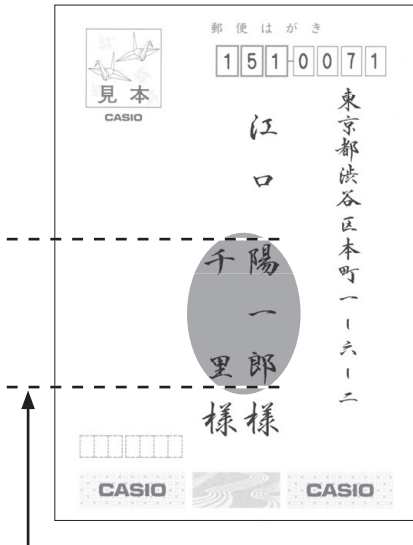 郵便はがき
151-0071
見本
CASIO
東京都渋谷区本町一ー六ー二
江口 陽一郎 様
千里 様
CASIO
CASIO